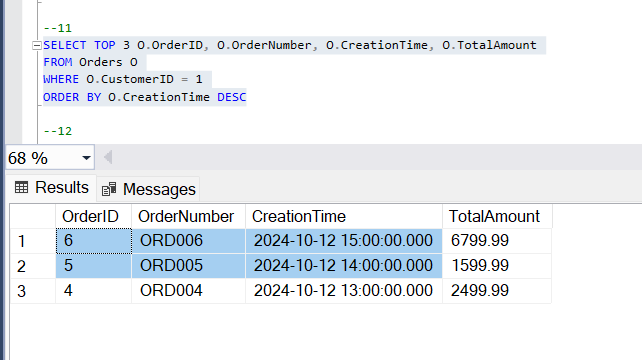 --11
SELECT TOP 3 O.OrderID, O.OrderNumber, O.CreationTime, O.TotalAmount
FROM Orders O
WHERE O.CustomerID = 1
ORDER BY O.CreationTime DESC
--12
68 %
Results Messages
OrderID OrderNumber CreationTime TotalAmount
1 6 ORD006 2024-10-12 15:00:00.000 6799.99
2 5 ORD005 2024-10-12 14:00:00.000 1599.99
3 4 ORD004 2024-10-12 13:00:00.000 2499.99